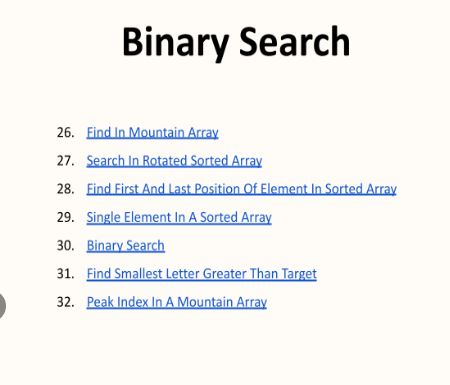 Binary Search
26. Find In Mountain Array
27. Search In Rotated Sorted Array
28. Find First And Last Position Of Element In Sorted Array
29. Single Element In A Sorted Array
30. Binary Search
31. Find Smallest Letter Greater Than Target
32. Peak Index In A Mountain Array